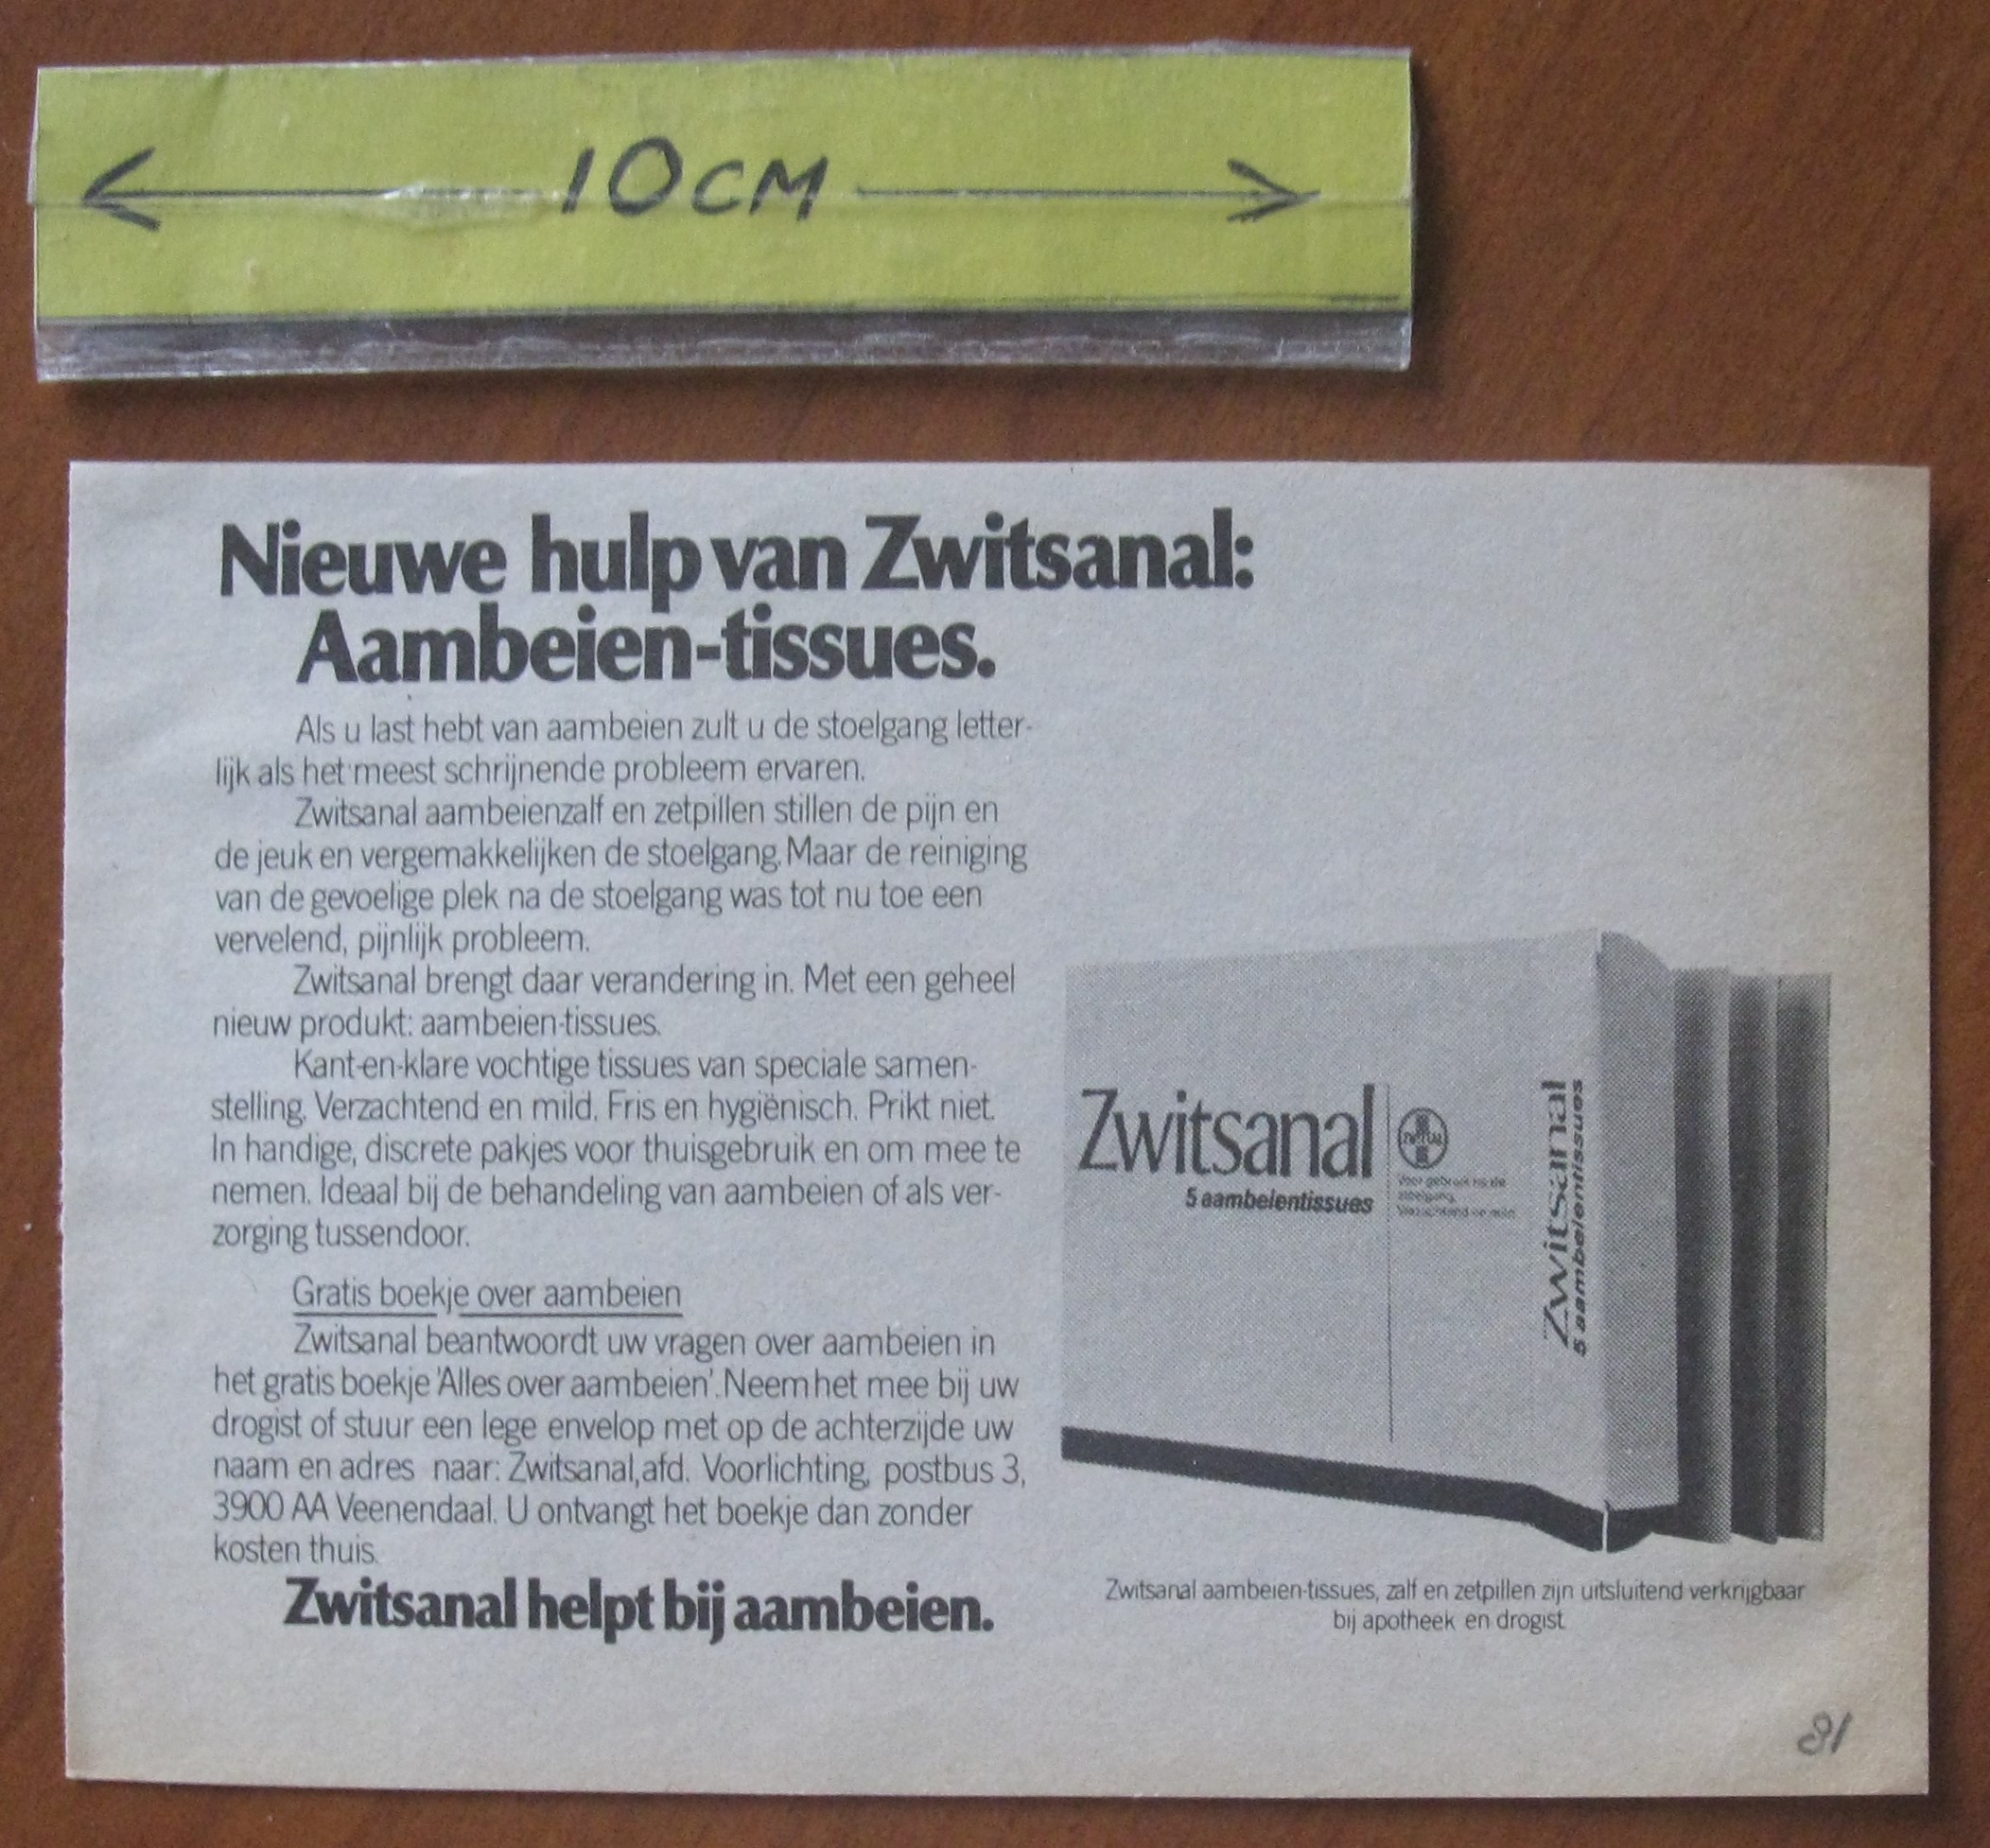 10CM
Nieuwe hulp van Zwitsanal:
Aambeien-tissues.
Als u last hebt van aambeien zult u de stoelgang letter-
lijk als het meest schrijnende probleem ervaren.
Zwitsanal aambeienzalf en zetpillen stillen de pijn en
de jeuk en vergemakkelijken de stoelgang. Maar de reiniging
van de gevoelige plek na de stoelgang was tot nu toe een
vervelend, pijnlijk probleem.
Zwitsanal brengt daar verandering in. Met een geheel
nieuw produkt: aambeien-tissues.
Kant-en-klare vochtige tissues van speciale samen-
stelling. Verzachtend en mild. Fris en hygiënisch. Prikt niet.
In handige, discrete pakjes voor thuisgebruik en om mee te
nemen. Ideaal bij de behandeling van aambeien of als ver-
zorging tussendoor.
Gratis boekje over aambeien
Zwitsanal beantwoordt uw vragen over aambeien in
het gratis boekje 'Alles over aambeien'. Neem het mee bij uw
drogist of stuur een lege envelop met op de achterzijde uw
naam en adres naar: Zwitsanal, afd. Voorlichting, postbus 3,
3900 AA Veenendaal. U ontvangt het boekje dan zonder
kosten thuis.
Zwitsanal helpt bij aambeien.
Zwitsanal
5 aambeientissues
Voor gebruik na de
stoelgang.
Verzachtend en mild.
Zwitsanal
5 aambeientissues
Zwitsanal aambeien-tissues, zalf en zetpillen zijn uitsluitend verkrijgbaar
bij apotheek en drogist
81